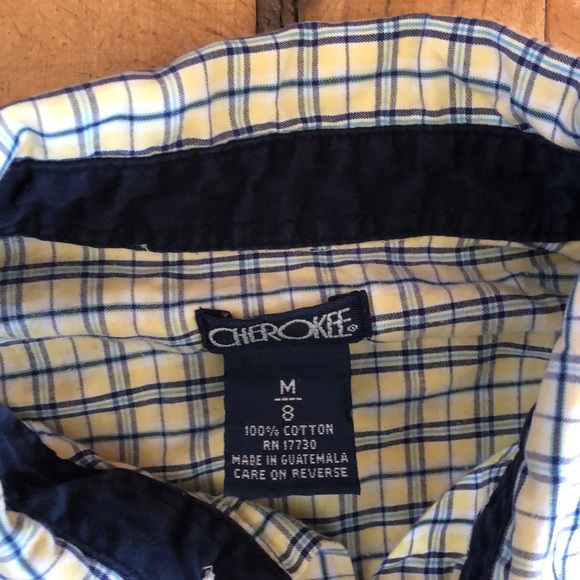 CHEROKEE®
M
8
100% COTTON
RN 17730
MADE IN GUATEMALA
CARE ON REVERSE